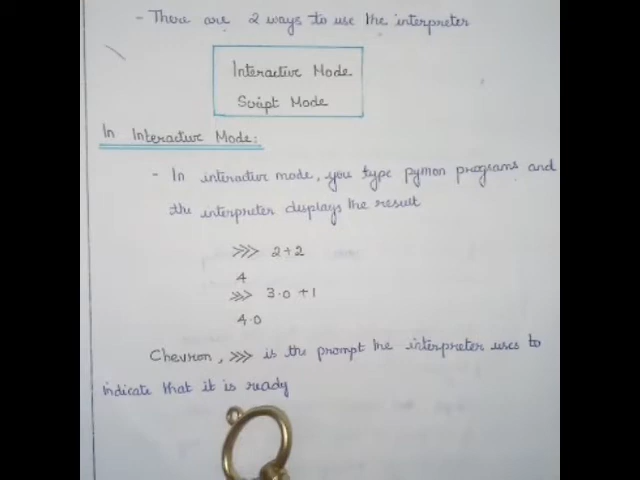 - There are 2 ways to use the interpreter
Interactive Mode
Script Mode
In Interactive Mode:
- In interactive mode, you type python programs and
the interpreter displays the result
>>> 2+2
4
>>> 3.0 +1
4.0
Chevron, >>> is the prompt the interpreter uses to
indicate that it is ready